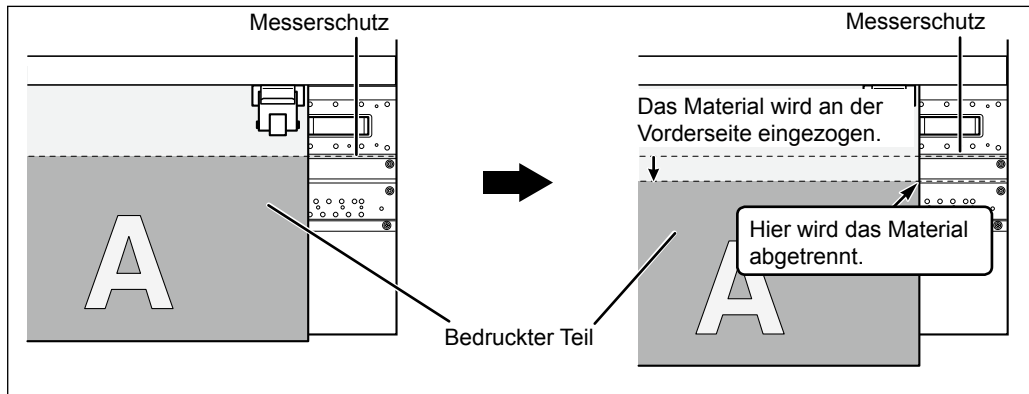 Messerschutz
Messerschutz
Das Material wird an der
Vorderseite eingezogen.
A
Hier wird das Material
abgetrennt.
A
Bedruckter Teil